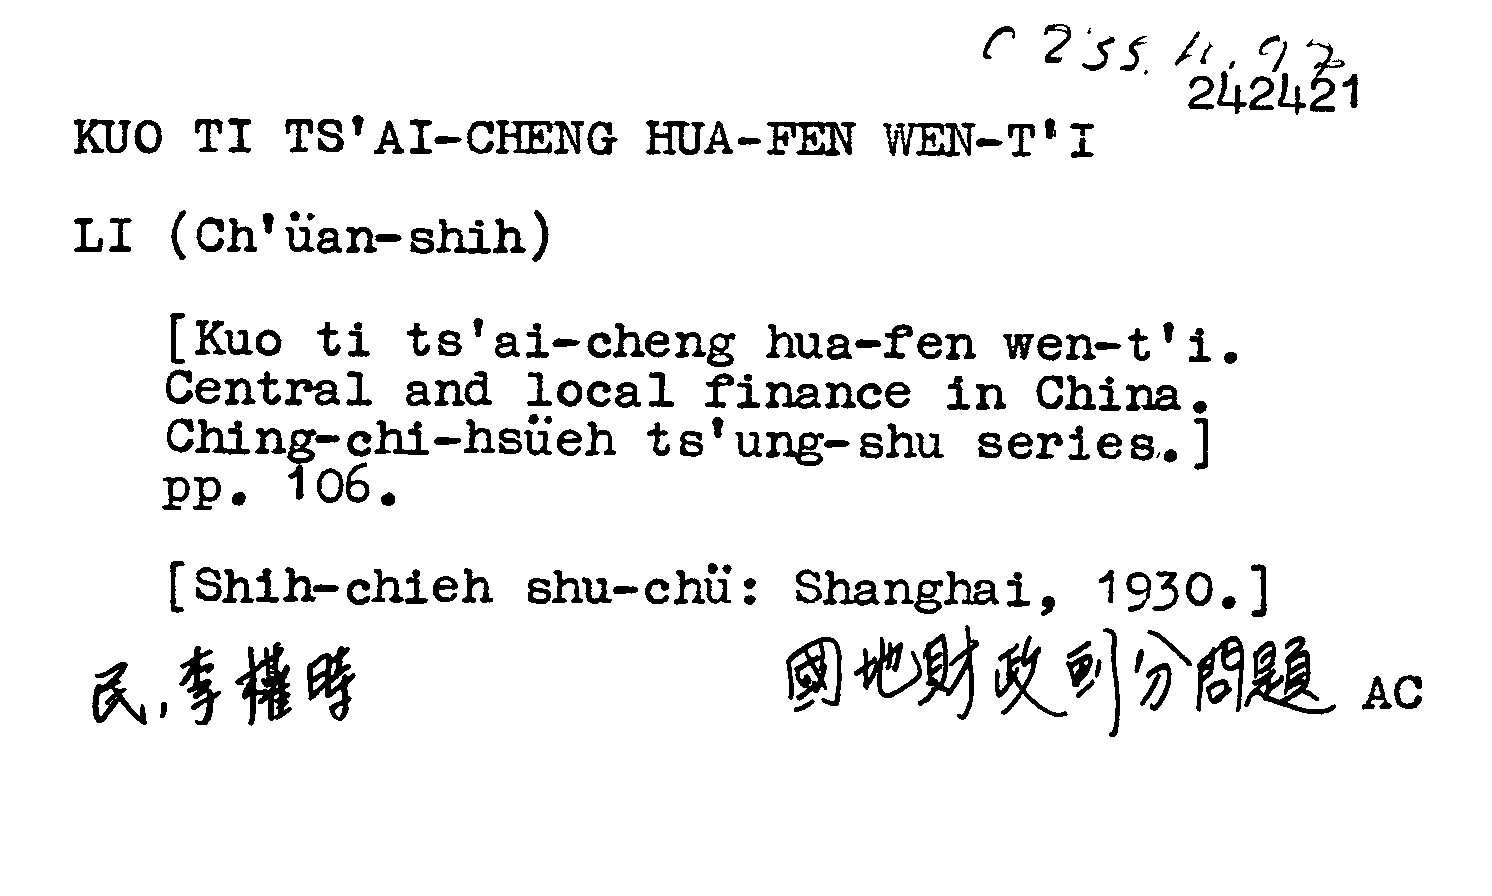 C 255. 4. 92
242421
KUO TI TS'AI-CHENG HUA-FEN WEN-T'I
LI (Ch'üan-shih)
[Kuo ti ts'ai-cheng hua-fen wen-t'i.
Central and local finance in China.
Ching-chi-hsüeh ts'ung-shu series.]
pp. 106.
[Shih-chieh shu-chü: Shanghai, 1930.]
民,李權時 國地財政劃分問題 AC